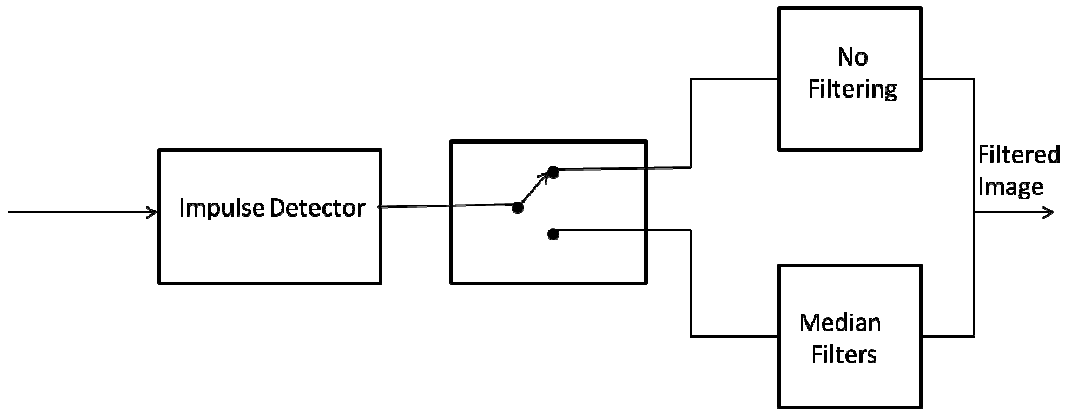 Impulse Detector
No
Filtering
Filtered
Image
Median
Filters